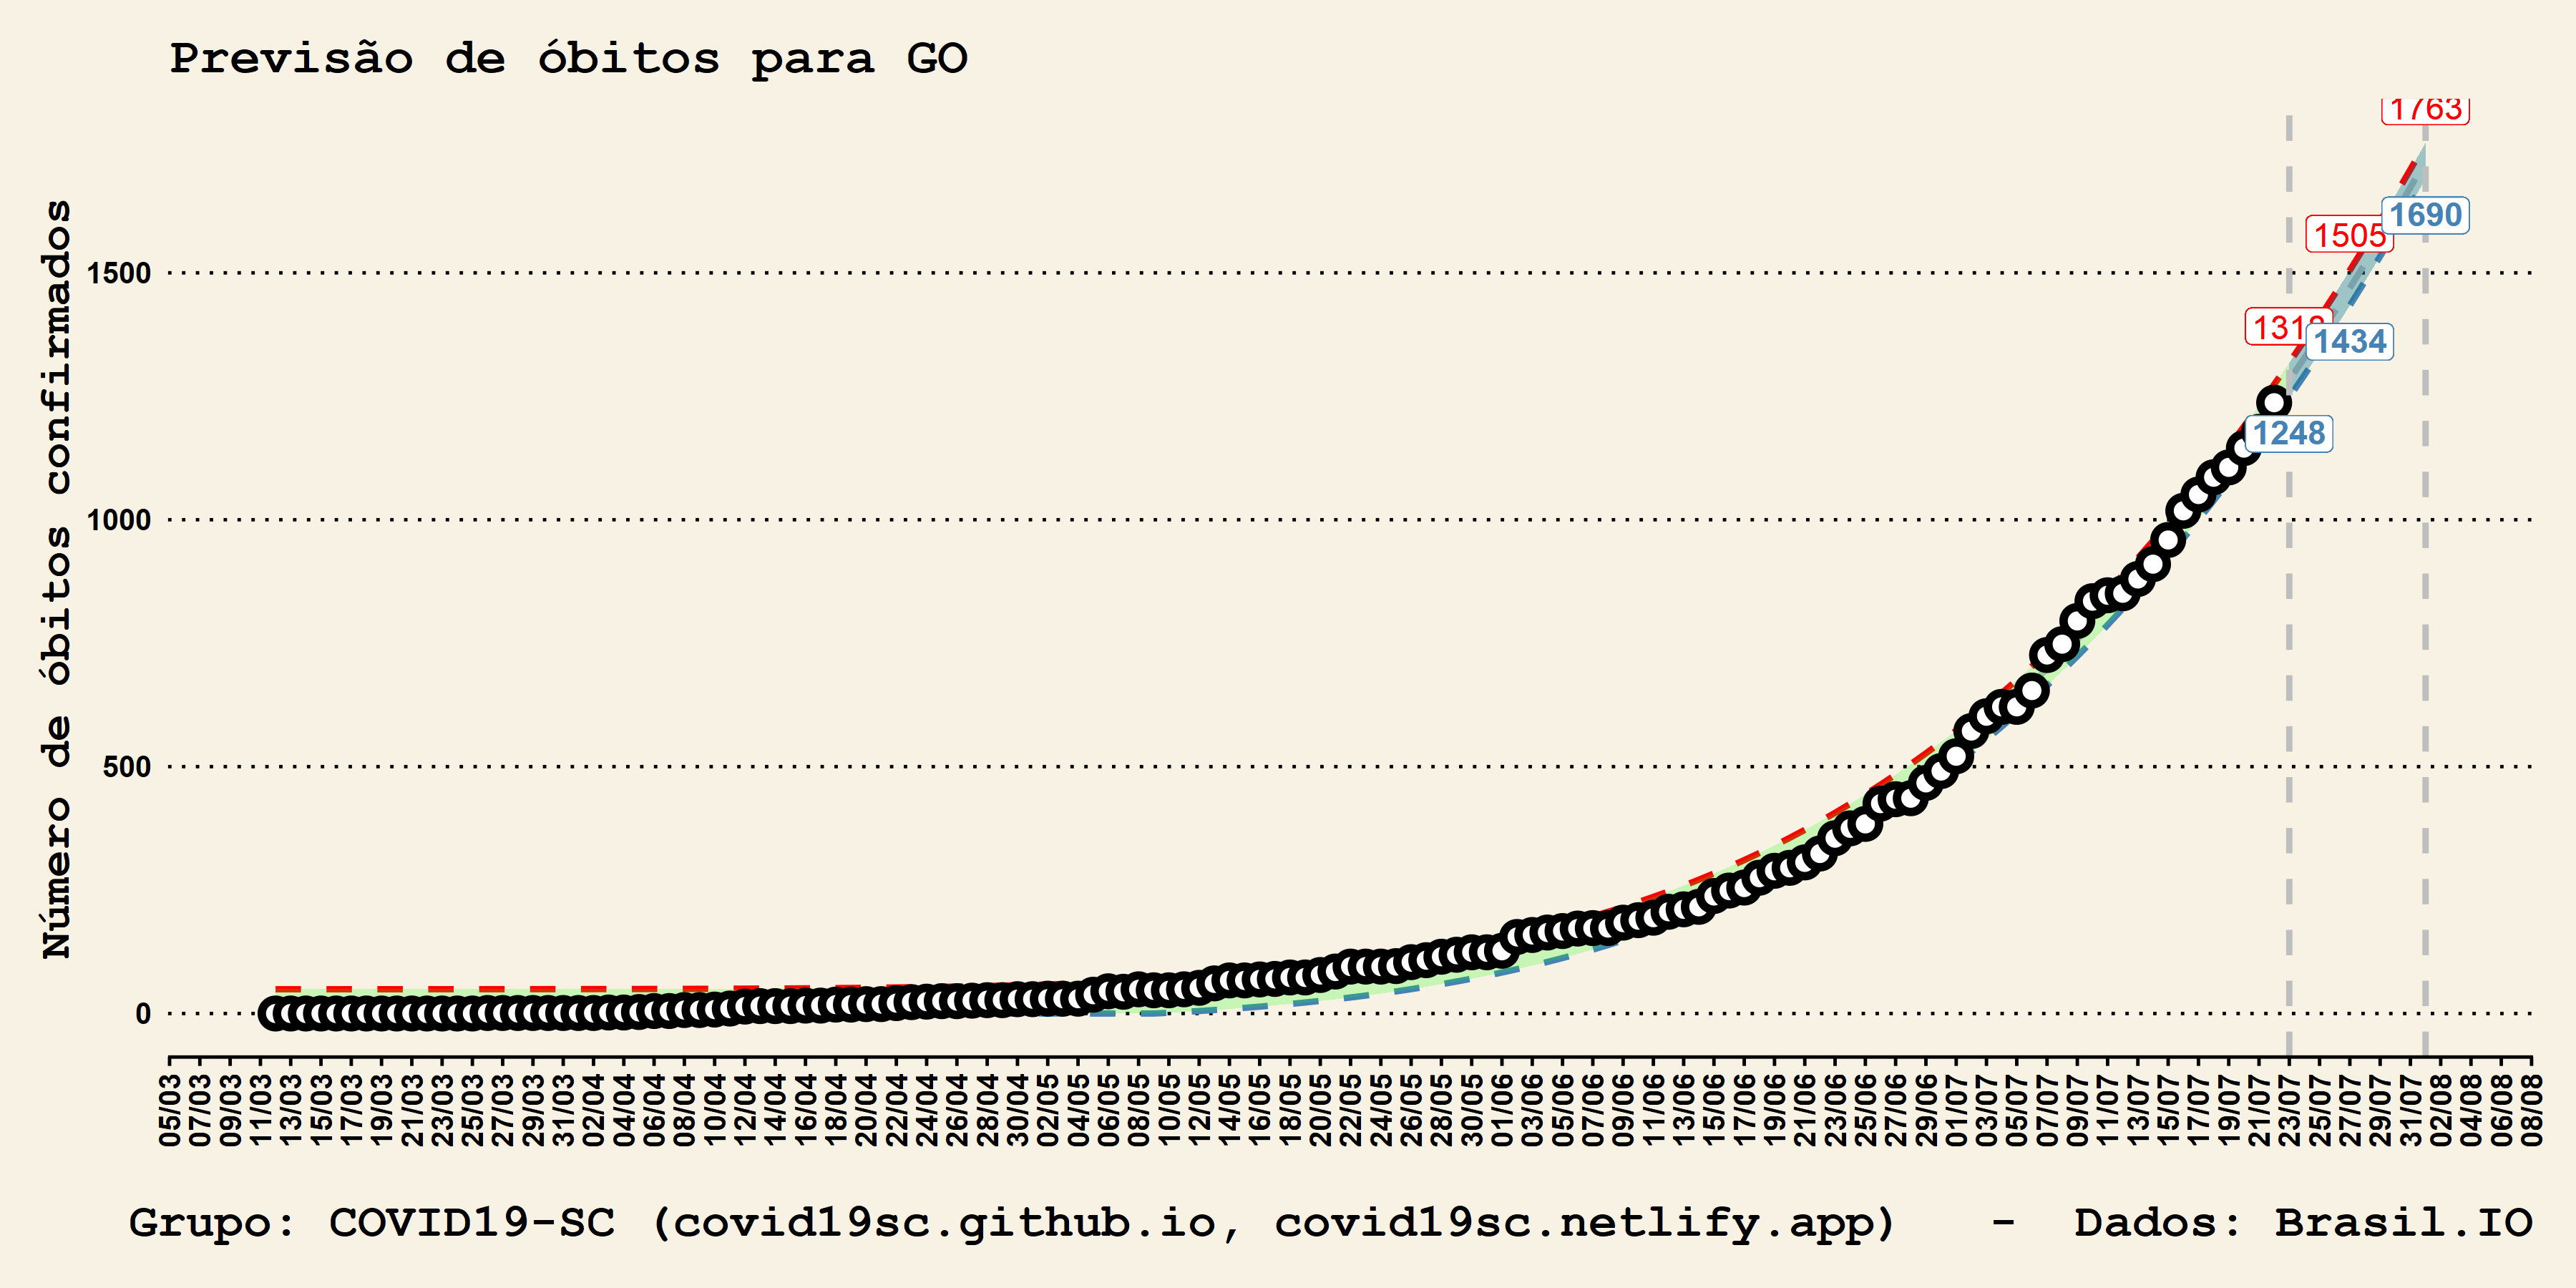 Previsão de óbitos para GO
Número de óbitos confirmados
1500
1000
500
0
1763
1690
1505
1434
1318
1248
05/03 07/03 09/03 11/03 13/03 15/03 17/03 19/03 21/03 23/03 25/03 27/03 29/03 31/03 02/04 04/04 06/04 08/04 10/04 12/04 14/04 16/04 18/04 20/04 22/04 24/04 26/04 28/04 30/04 02/05 04/05 06/05 08/05 10/05 12/05 14/05 16/05 18/05 20/05 22/05 24/05 26/05 28/05 30/05 01/06 03/06 05/06 07/06 09/06 11/06 13/06 15/06 17/06 19/06 21/06 23/06 25/06 27/06 29/06 01/07 03/07 05/07 07/07 09/07 11/07 13/07 15/07 17/07 19/07 21/07 23/07 25/07 27/07 29/07 31/07 02/08 04/08 06/08 08/08
Grupo: COVID19-SC (covid19sc.github.io, covid19sc.netlify.app) - Dados: Brasil.IO